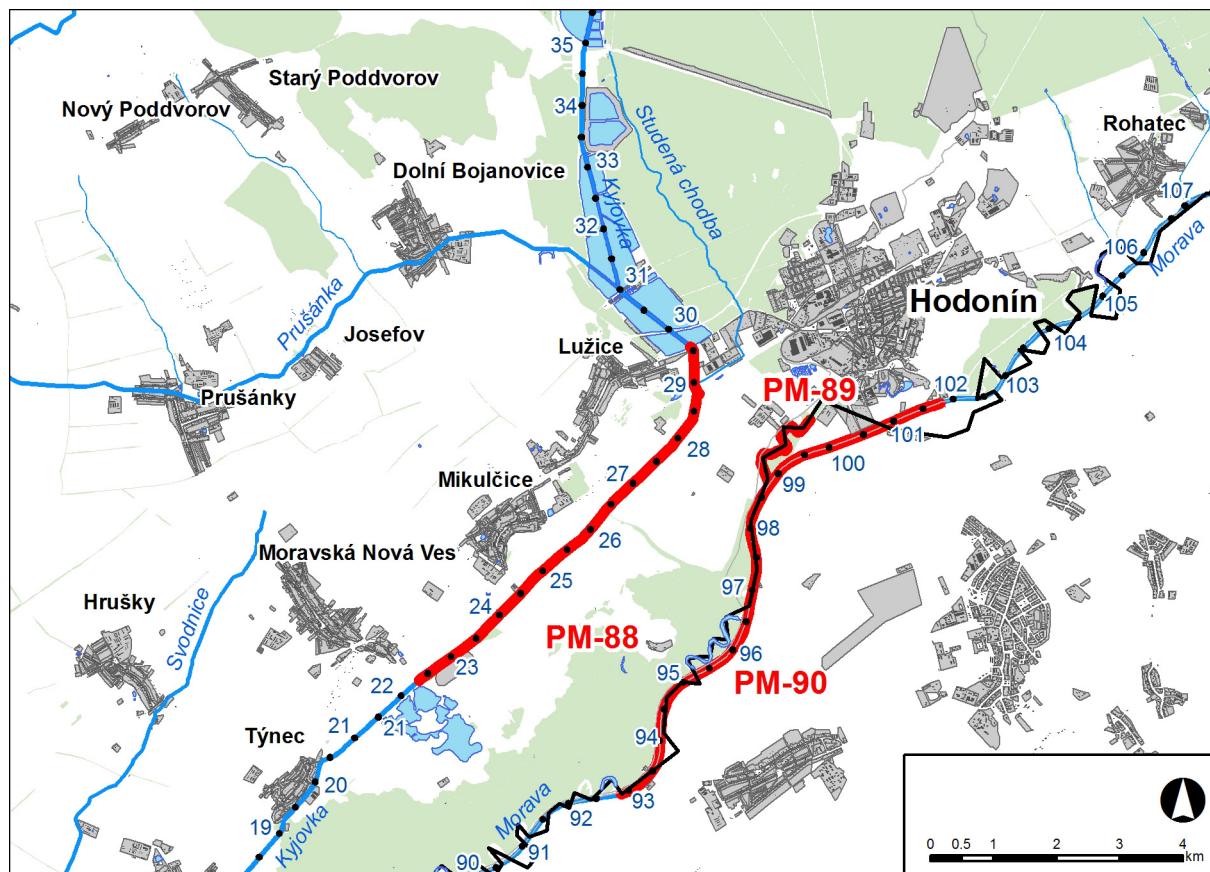 35
Starý Poddvorov
Nový Poddvorov
34
Studená chodba
Rohatec
Dolní Bojanovice
33
Kyjovka
107
32
106
Morava
31
105
Prušánka
Hodonín
30
Josefov
Lužice
104
29
PM-89
103
102
Prušánky
101
28
100
Mikulčice
27
99
98
26
Moravská Nová Ves
25
97
Hrušky
24
Svodnice
PM-88
23
96
95
PM-90
22
21
21
94
Týnec
20
93
92
Morava
19
Kyjovka
91
90
0 0.5 1 2 3 4
km